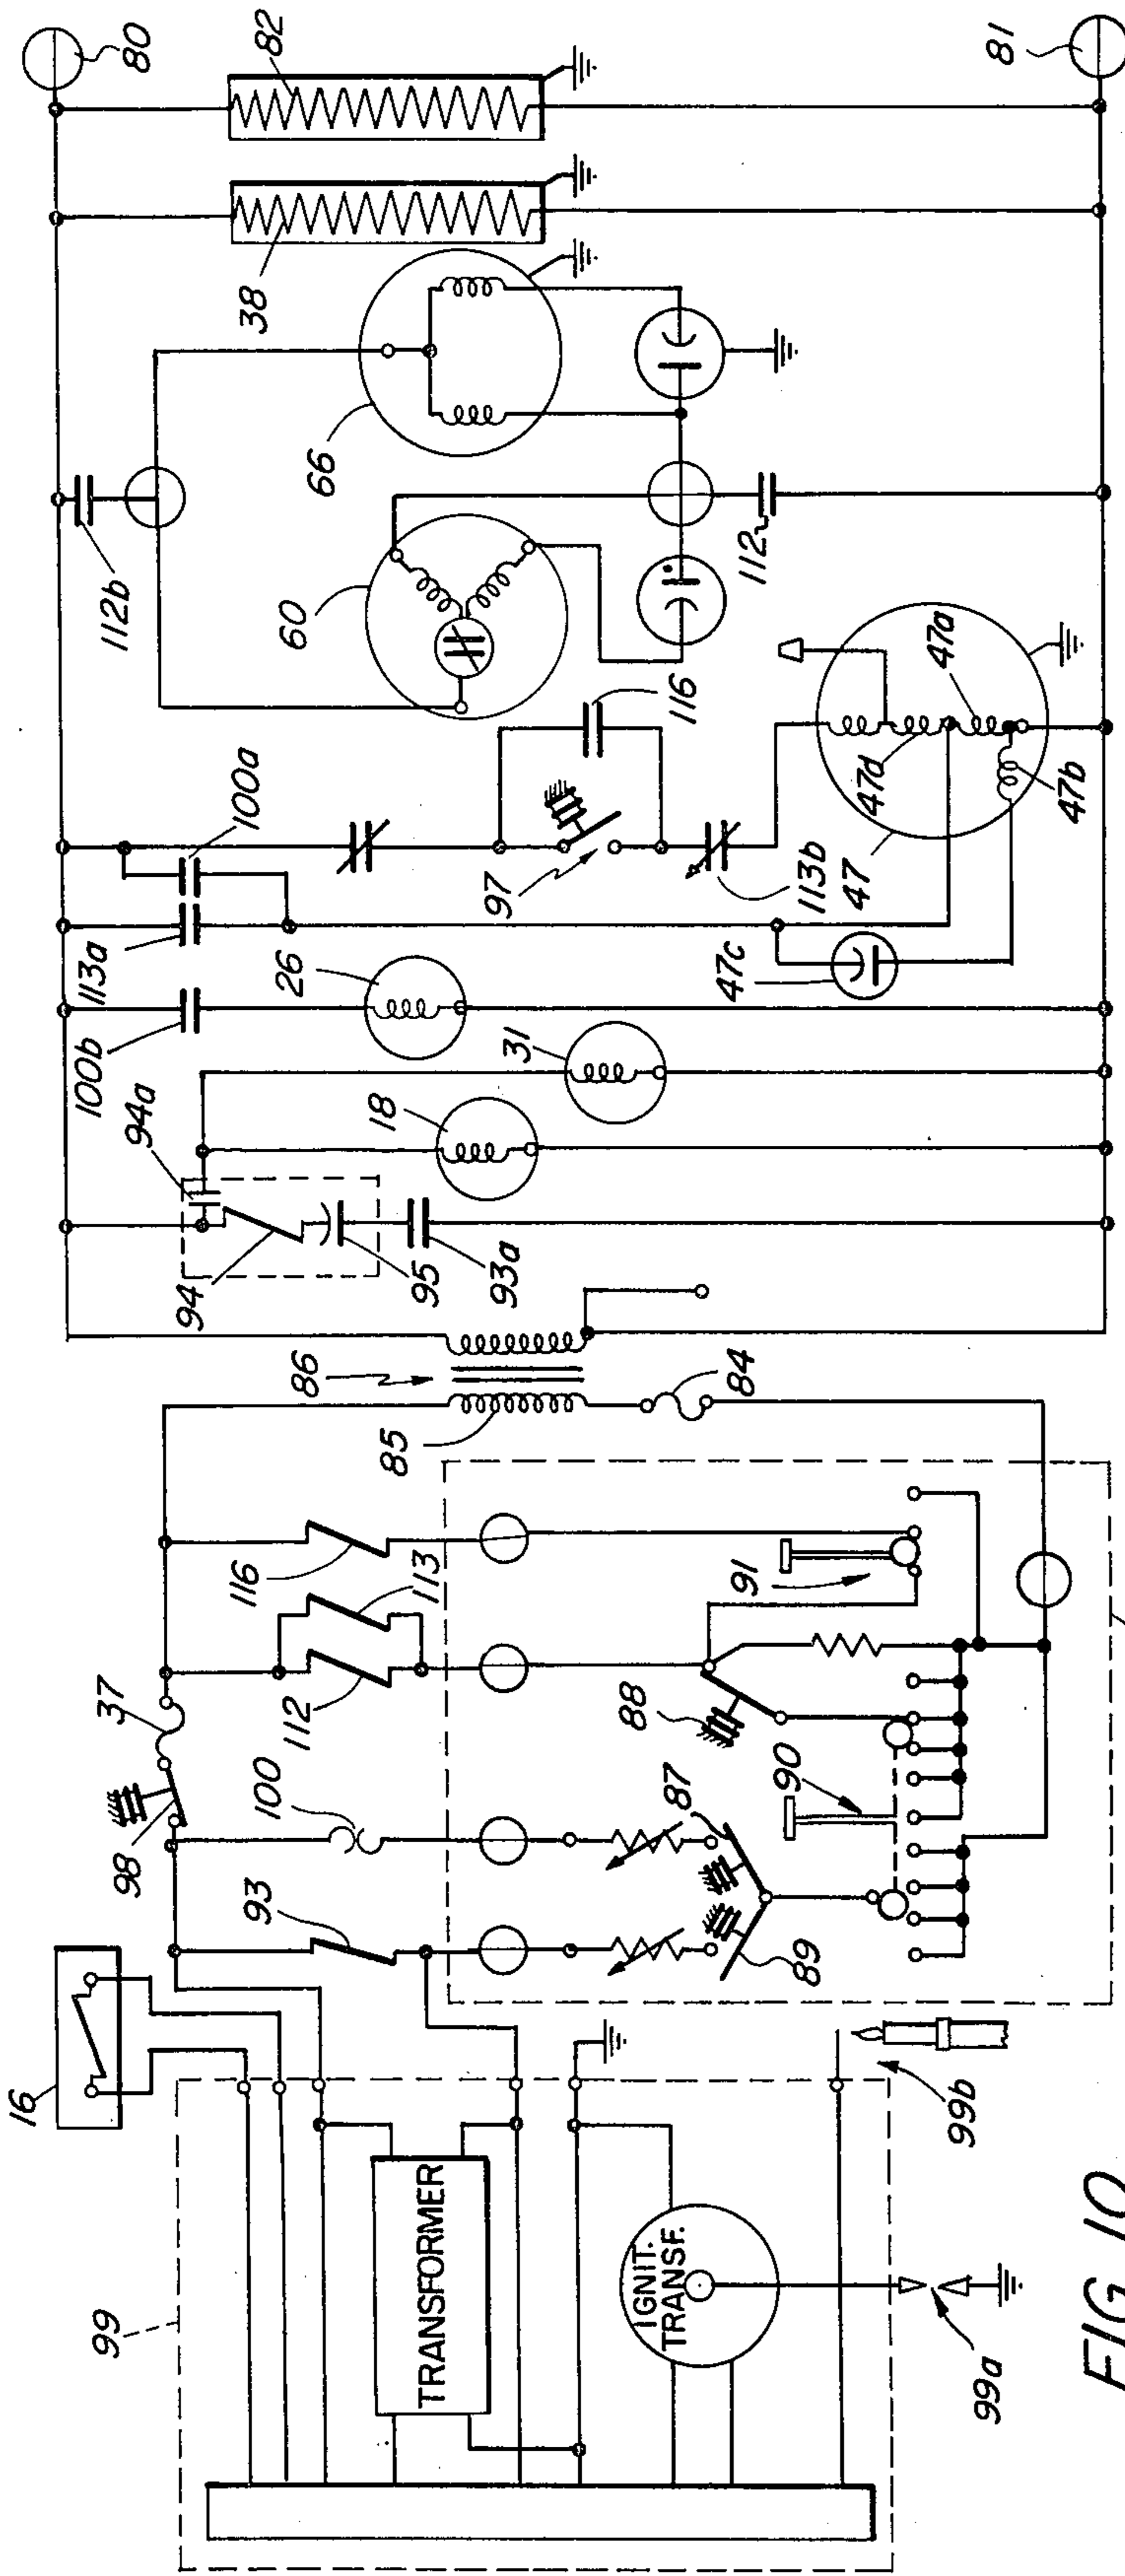 80
82
38
66
112b
60
112
116
100a
97
113b
47
47a
47d
47b
113a
47c
26
100b
31
18
94a
94
95
93a
81
86
84
85
116
113
112
91
37
88
98
100
90
87
93
89
16
99
TRANSFORMER
IGNIT.
TRANSF.
99b
99a
FIG. 10